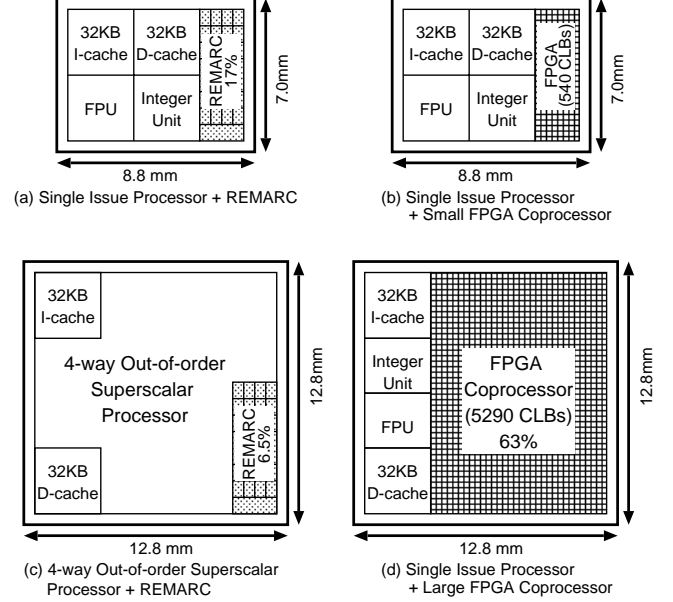 32KB
I-cache
32KB
D-cache
FPU
Integer
Unit
REMARC
17%
7.0mm
8.8 mm
(a) Single Issue Processor + REMARC
32KB
I-cache
32KB
D-cache
FPU
Integer
Unit
FPGA
(540 CLBs)
7.0mm
8.8 mm
(b) Single Issue Processor
+ Small FPGA Coprocessor
32KB
I-cache
4-way Out-of-order
Superscalar
Processor
32KB
D-cache
REMARC
6.5%
12.8mm
12.8 mm
(c) 4-way Out-of-order Superscalar
Processor + REMARC
32KB
I-cache
Integer
Unit
FPU
32KB
D-cache
FPGA
Coprocessor
(5290 CLBs)
63%
12.8mm
12.8 mm
(d) Single Issue Processor
+ Large FPGA Coprocessor